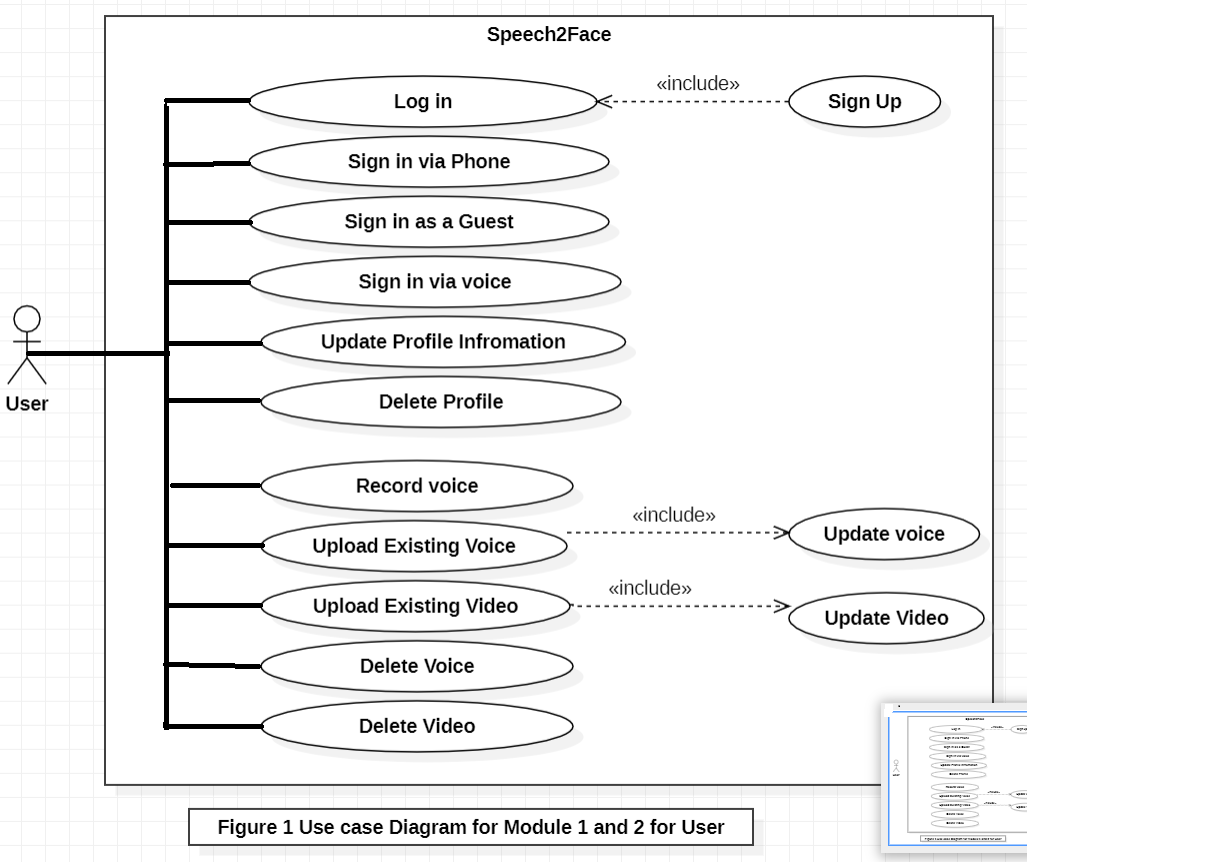 Speech2Face
Log in
«include»
Sign Up
Sign in via Phone
Sign in as a Guest
Sign in via voice
Update Profile Infromation
User
Delete Profile
Record voice
Upload Existing Voice
«include»
Update voice
Upload Existing Video
«include»
Update Video
Delete Voice
Delete Video
Figure 1 Use case Diagram for Module 1 and 2 for User